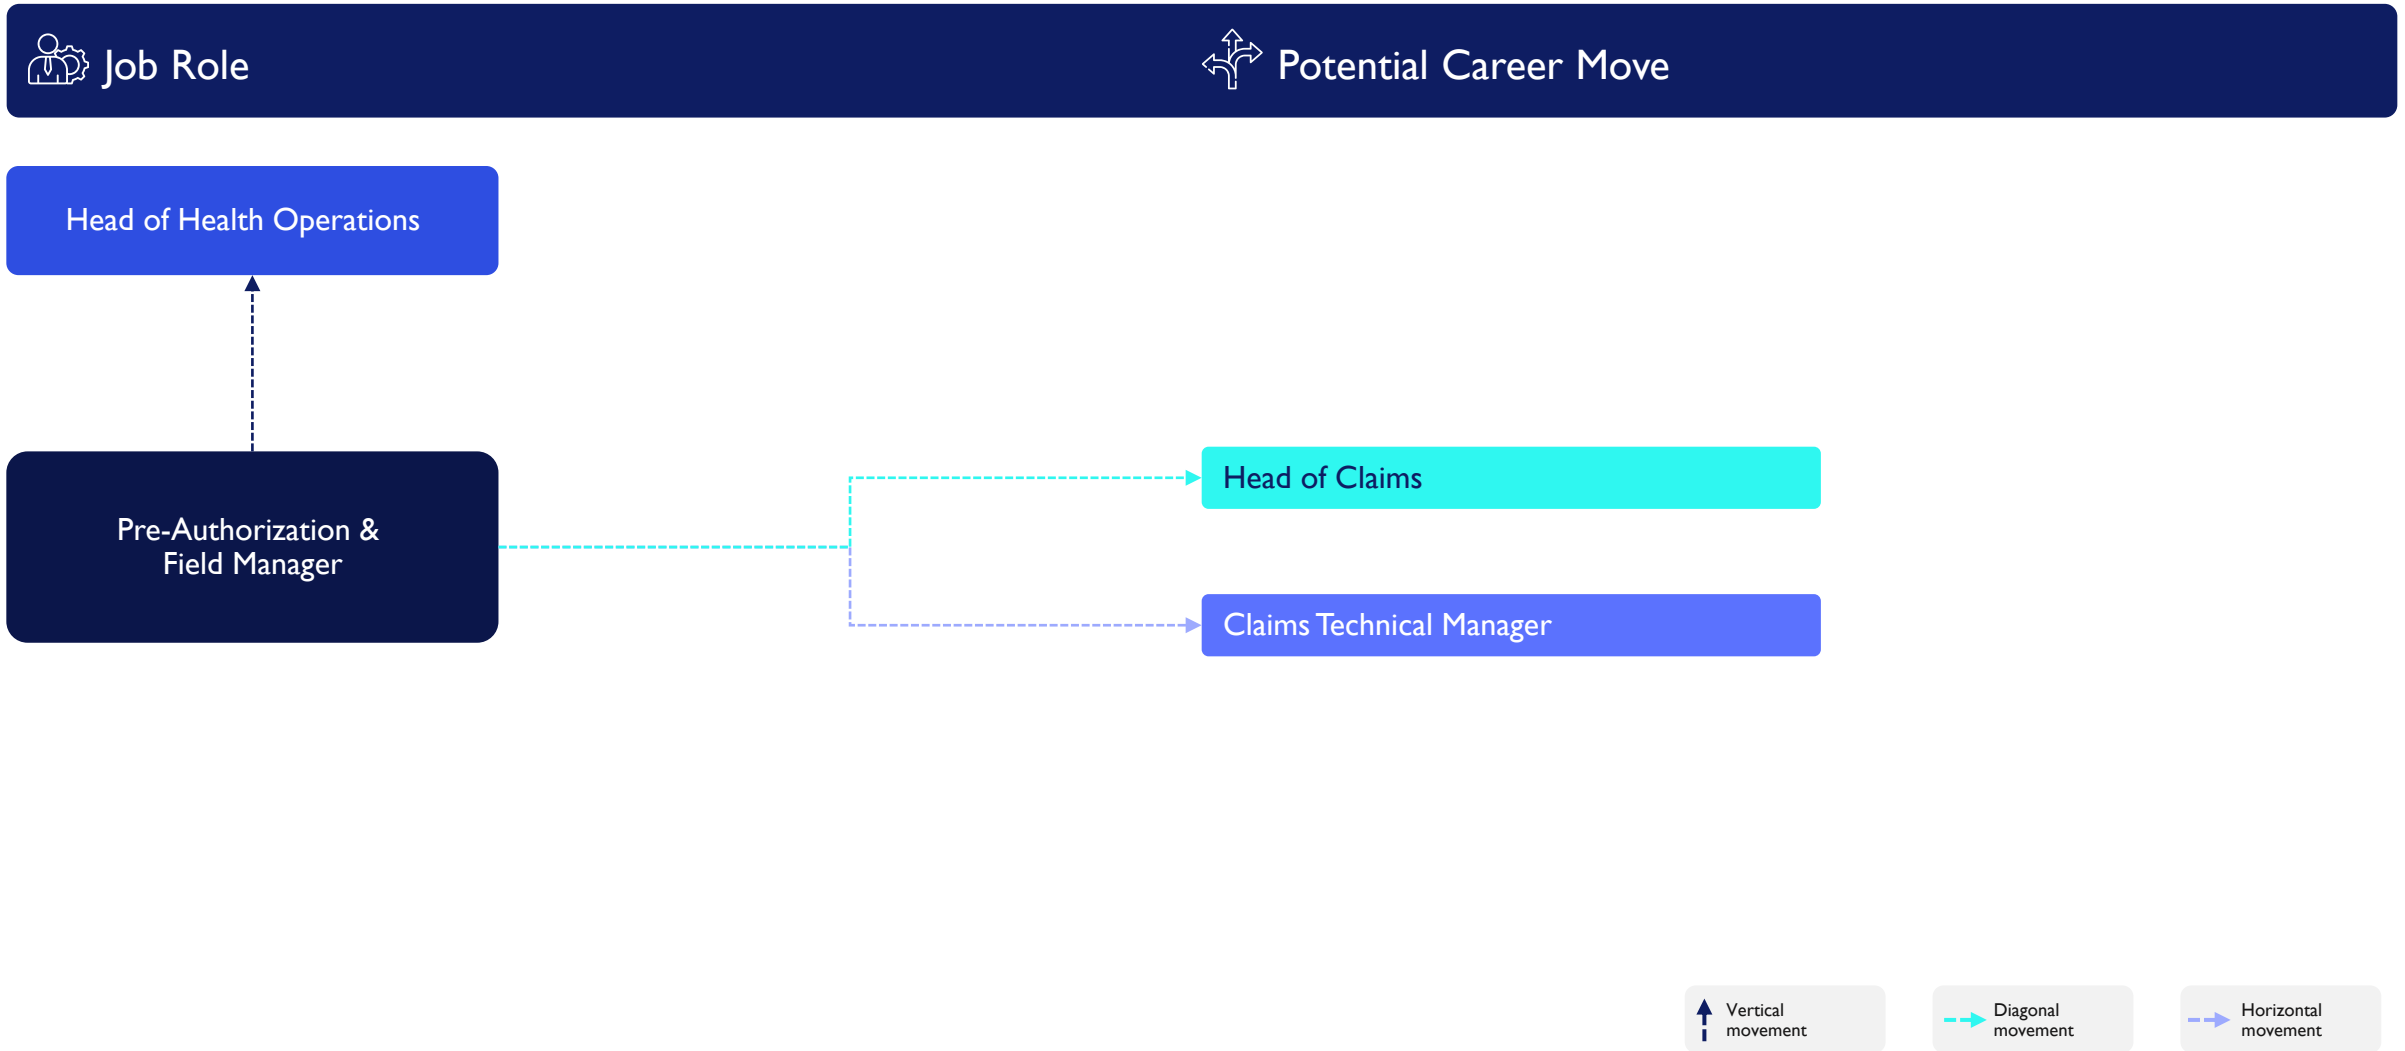 Job Role
Potential Career Move
Head of Health Operations
Pre-Authorization &
Field Manager
Head of Claims
Claims Technical Manager
Vertical
movement
Diagonal
movement
Horizontal
movement